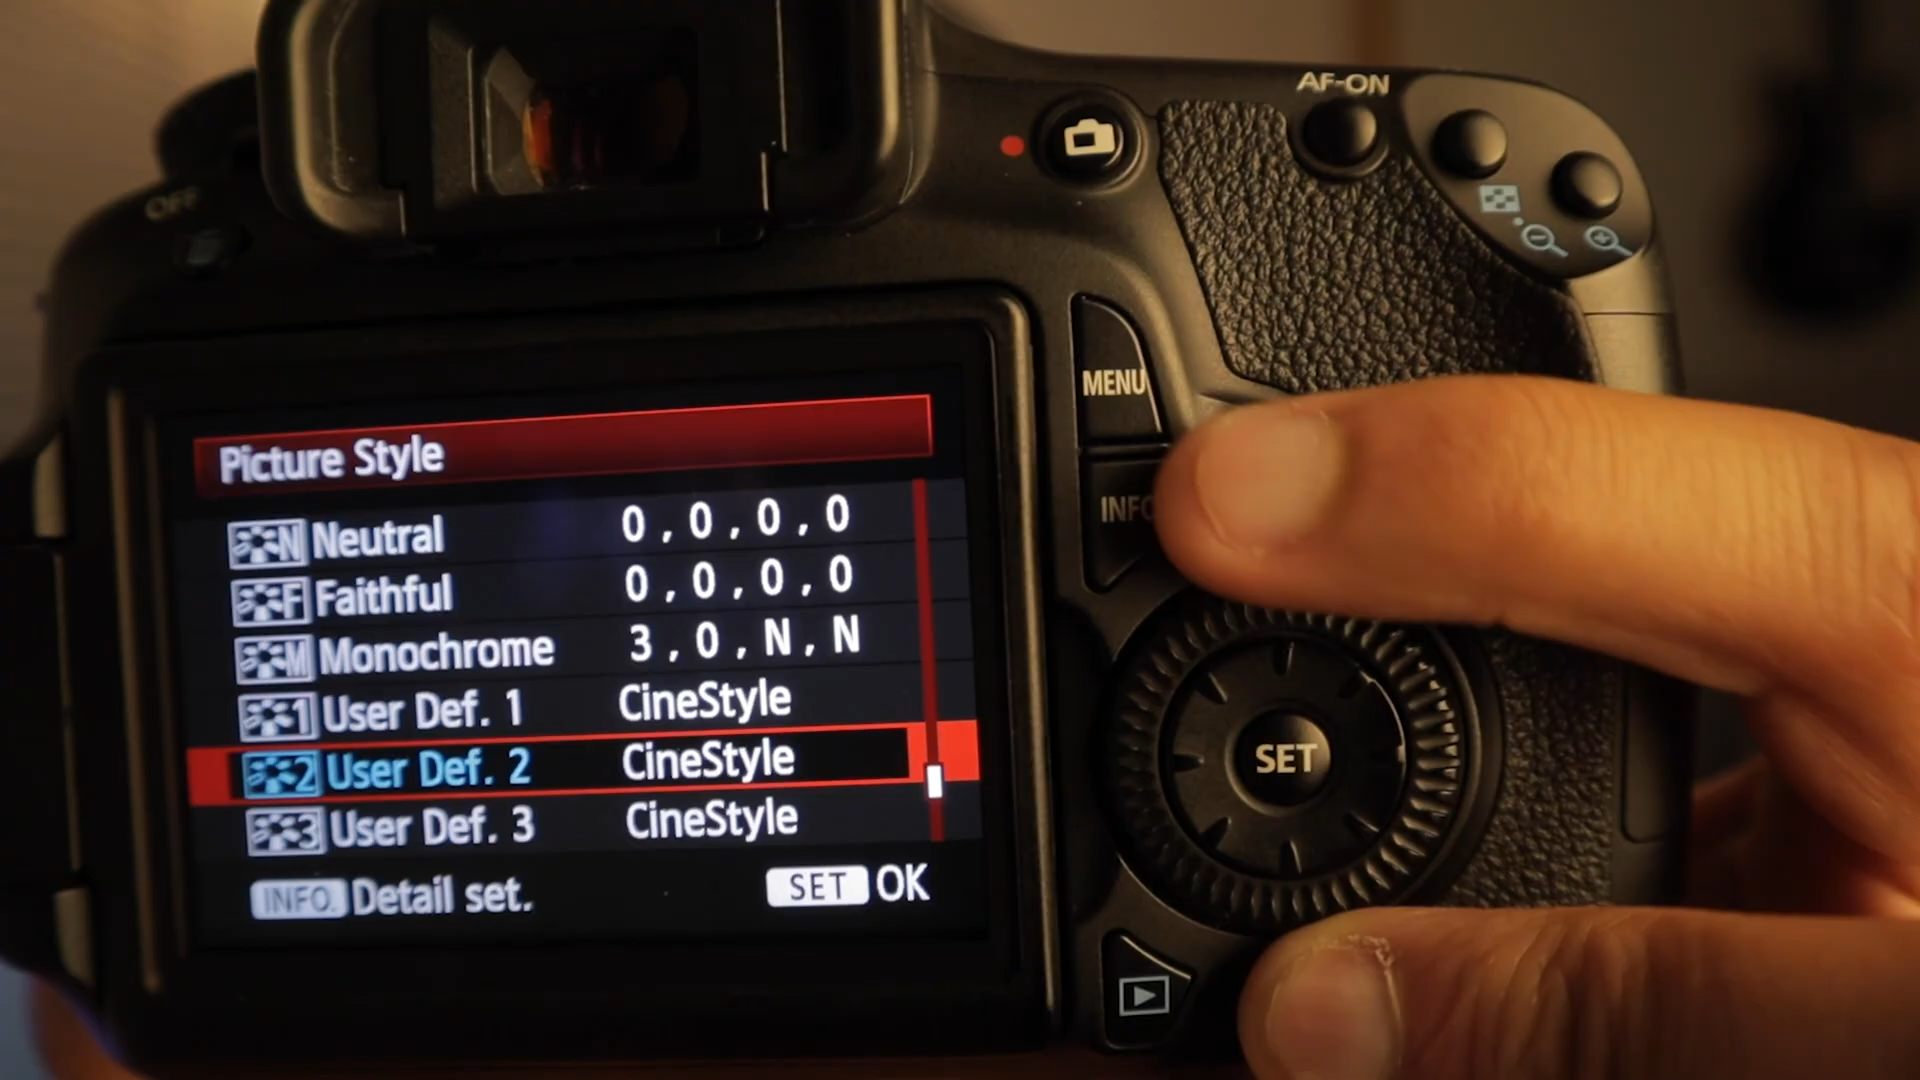 OFF
AF-ON
MENU
INFO
Picture Style
N Neutral 0 , 0 , 0 , 0
F Faithful 0 , 0 , 0 , 0
M Monochrome 3 , 0 , N , N
1 User Def. 1 CineStyle
2 User Def. 2 CineStyle
3 User Def. 3 CineStyle
INFO. Detail set. SET OK
SET